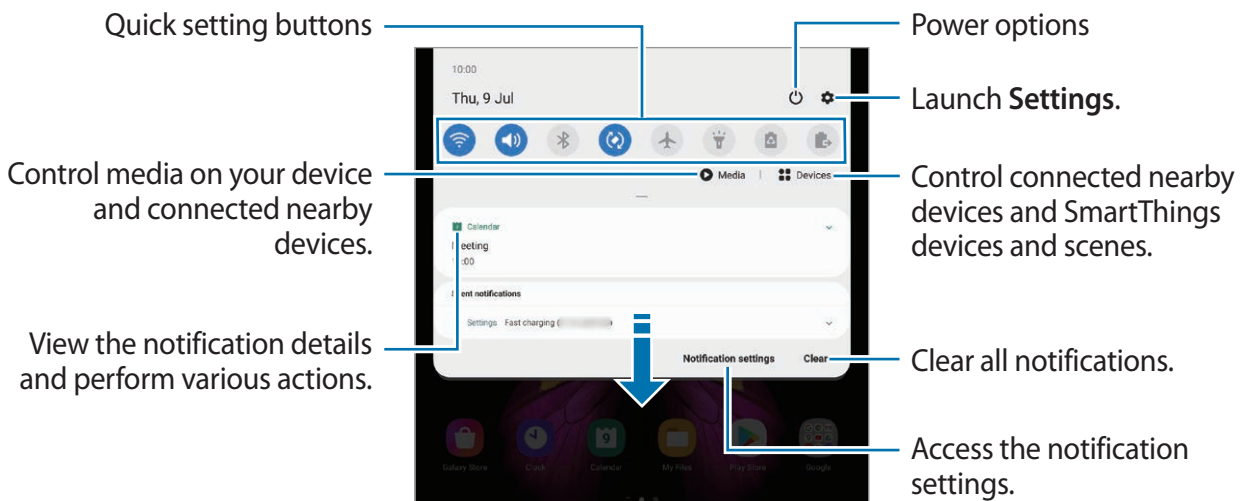 Quick setting buttons
Power options
10:00
Thu, 9 Jul
Launch Settings.
Control media on your device
and connected nearby
devices.
Media | Devices
Control connected nearby
devices and SmartThings
devices and scenes.
Calendar
eeting
:00
ent notifications
Settings Fast charging (
View the notification details
and perform various actions.
Notification settings Clear
Clear all notifications.
9
Galaxy Store Clock Calendar My Files Play Store Google
Access the notification
settings.